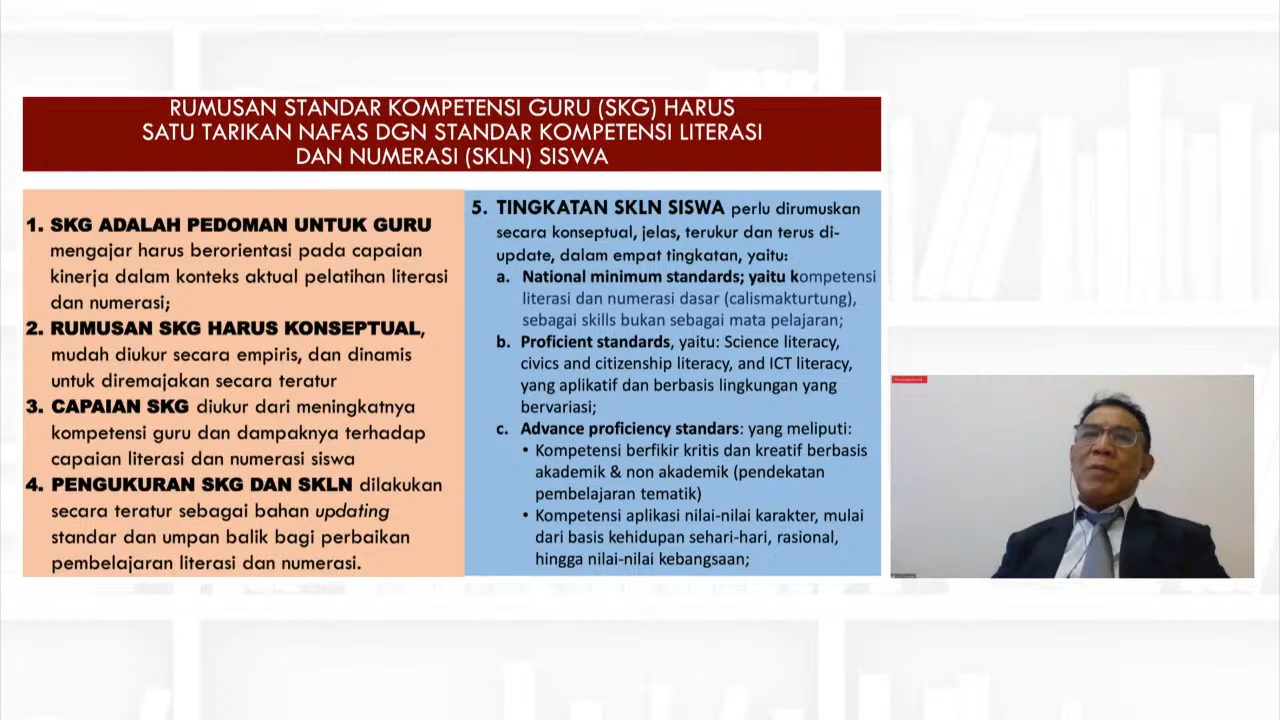 RUMUSAN STANDAR KOMPETENSI GURU (SKG) HARUS
SATU TARIKAN NAFAS DGN STANDAR KOMPETENSI LITERASI
DAN NUMERASI (SKLN) SISWA
1. SKG ADALAH PEDOMAN UNTUK GURU
mengajar harus berorientasi pada capaian
kinerja dalam konteks aktual pelatihan literasi
dan numerasi;
2. RUMUSAN SKG HARUS KONSEPTUAL,
mudah diukur secara empiris, dan dinamis
untuk diremajakan secara teratur
3. CAPAIAN SKG diukur dari meningkatnya
kompetensi guru dan dampaknya terhadap
capaian literasi dan numerasi siswa
4. PENGUKURAN SKG DAN SKLN dilakukan
secara teratur sebagai bahan updating
standar dan umpan balik bagi perbaikan
pembelajaran literasi dan numerasi.
5. TINGKATAN SKLN SISWA perlu dirumuskan
secara konseptual, jelas, terukur dan terus di-
update, dalam empat tingkatan, yaitu:
a. National minimum standards; yaitu kompetensi
literasi dan numerasi dasar (calismakturtung),
sebagai skills bukan sebagai mata pelajaran;
b. Proficient standards, yaitu: Science literacy,
civics and citizenship literacy, and ICT literacy,
yang aplikatif dan berbasis lingkungan yang
bervariasi;
c. Advance proficiency standars: yang meliputi:
• Kompetensi berfikir kritis dan kreatif berbasis
akademik & non akademik (pendekatan
pembelajaran tematik)
• Kompetensi aplikasi nilai-nilai karakter, mulai
dari basis kehidupan sehari-hari, rasional,
hingga nilai-nilai kebangsaan;